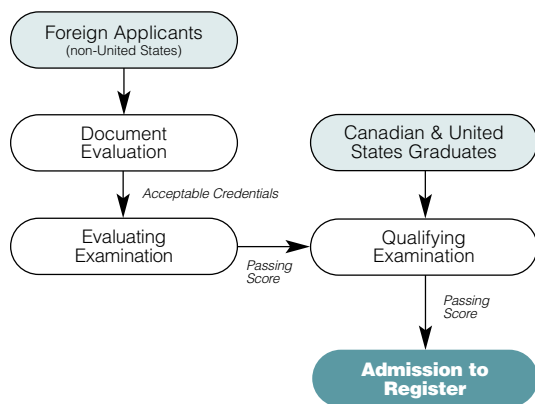 Foreign Applicants
(non-United States)
Document
Evaluation
Canadian & United
States Graduates
Acceptable Credentials
Evaluating
Examination
Passing
Score
Qualifying
Examination
Passing
Score
Admission to
Register